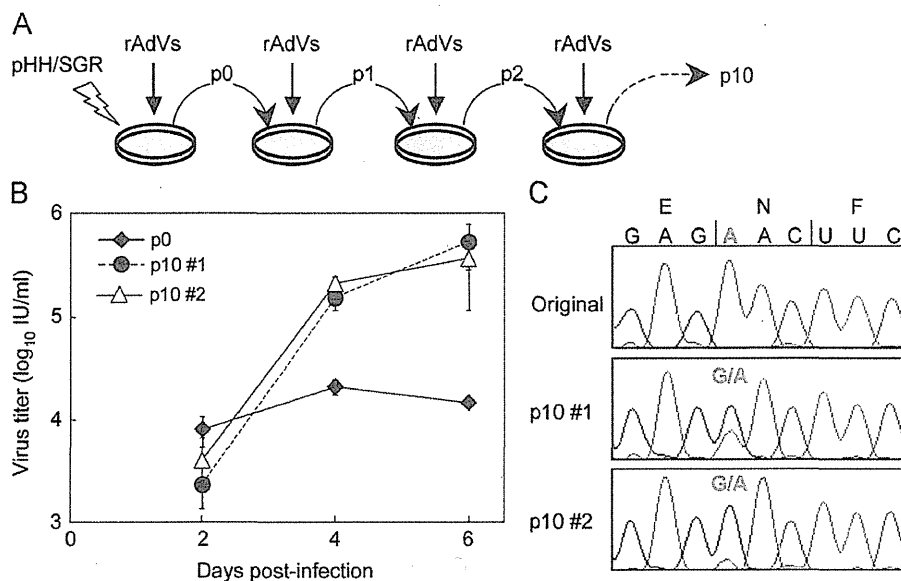 A
pHH/SGR
rAdVs rAdVs rAdVs rAdVs
p0 p1 p2 p10
B
Virus titer (log10 IU/ml)
6
5
4
3
p0
p10 #1
p10 #2
0 2 4 6
Days post-infection
C
E N F
G A G A A C U U C
Original
G/A
p10 #1
G/A
p10 #2